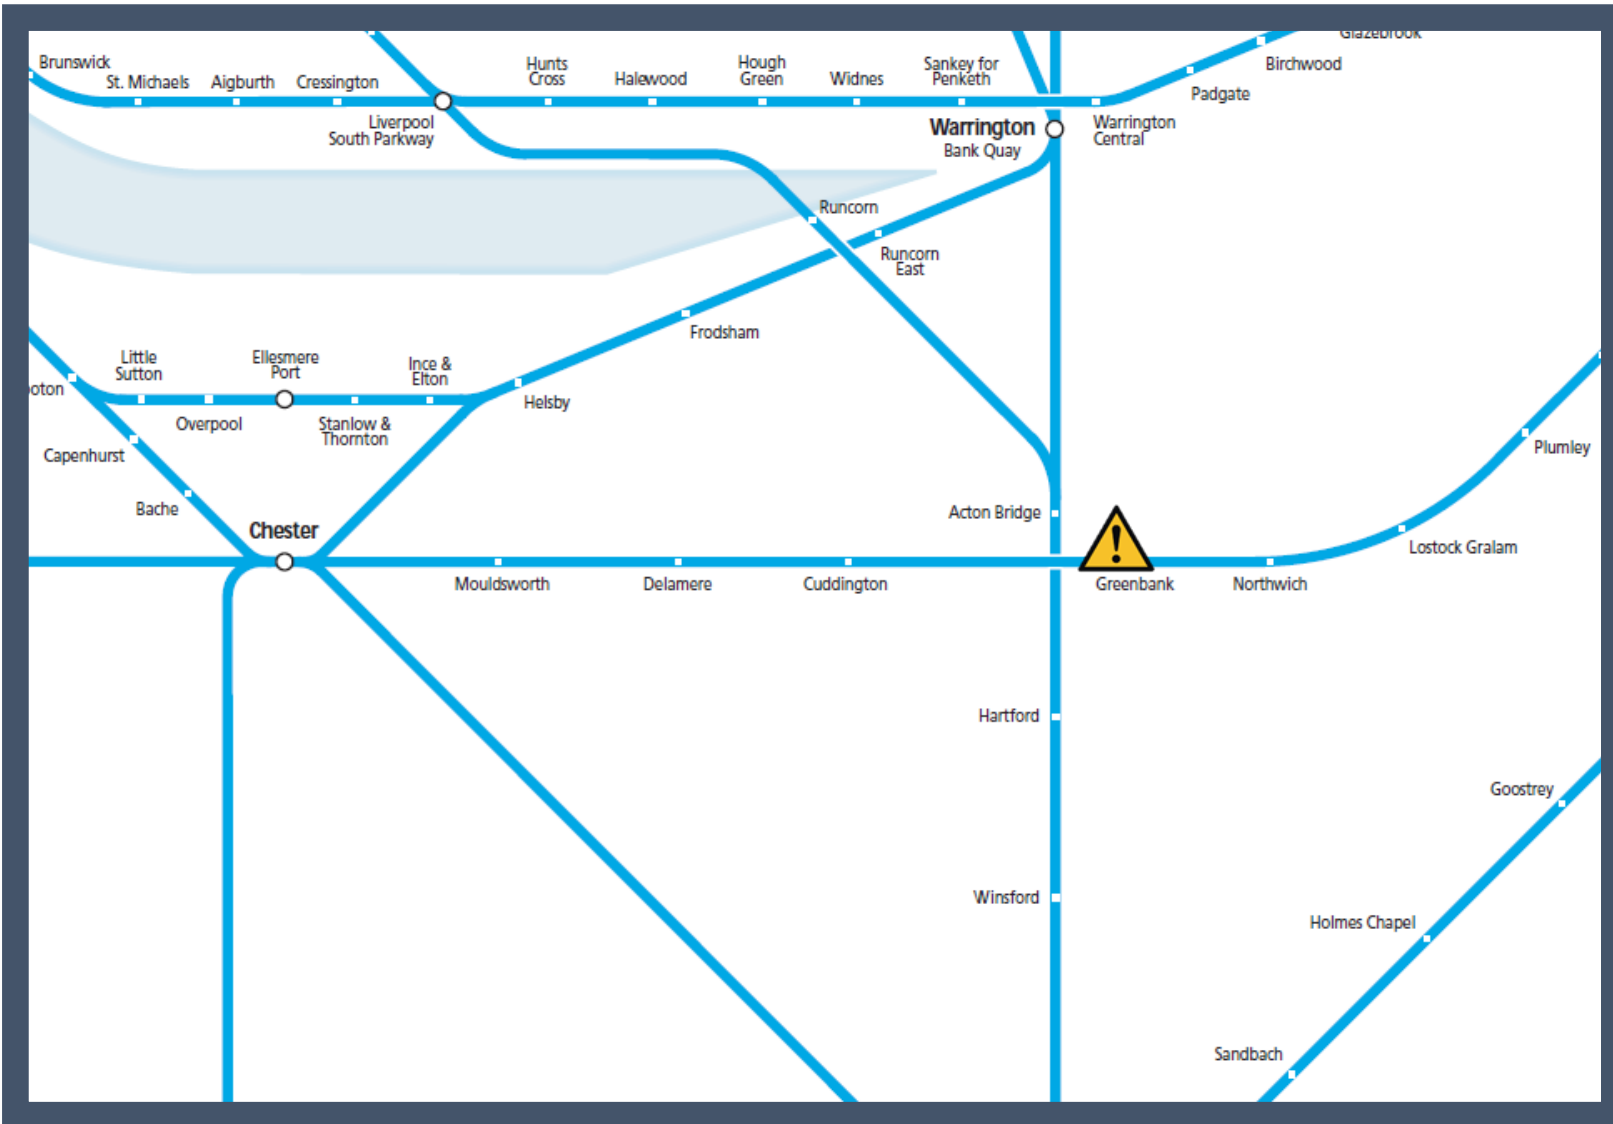 Glazebrook
Brunswick
St. Michaels
Aigburth
Cressington
Hunts
Cross
Halewood
Hough
Green
Widnes
Sankey for
Penketh
Birchwood
Padgate
Liverpool
South Parkway
Warrington
Bank Quay
Warrington
Central
Runcorn
Runcorn
East
Frodsham
Little
Sutton
Ellesmere
Port
Ince &
Elton
Helsby
ooton
Overpool
Stanlow &
Thornton
Capenhurst
Plumley
Bache
Chester
Acton Bridge
Lostock Gralam
Mouldsworth
Delamere
Cuddington
Greenbank
Northwich
Hartford
Goostrey
Winsford
Holmes Chapel
Sandbach